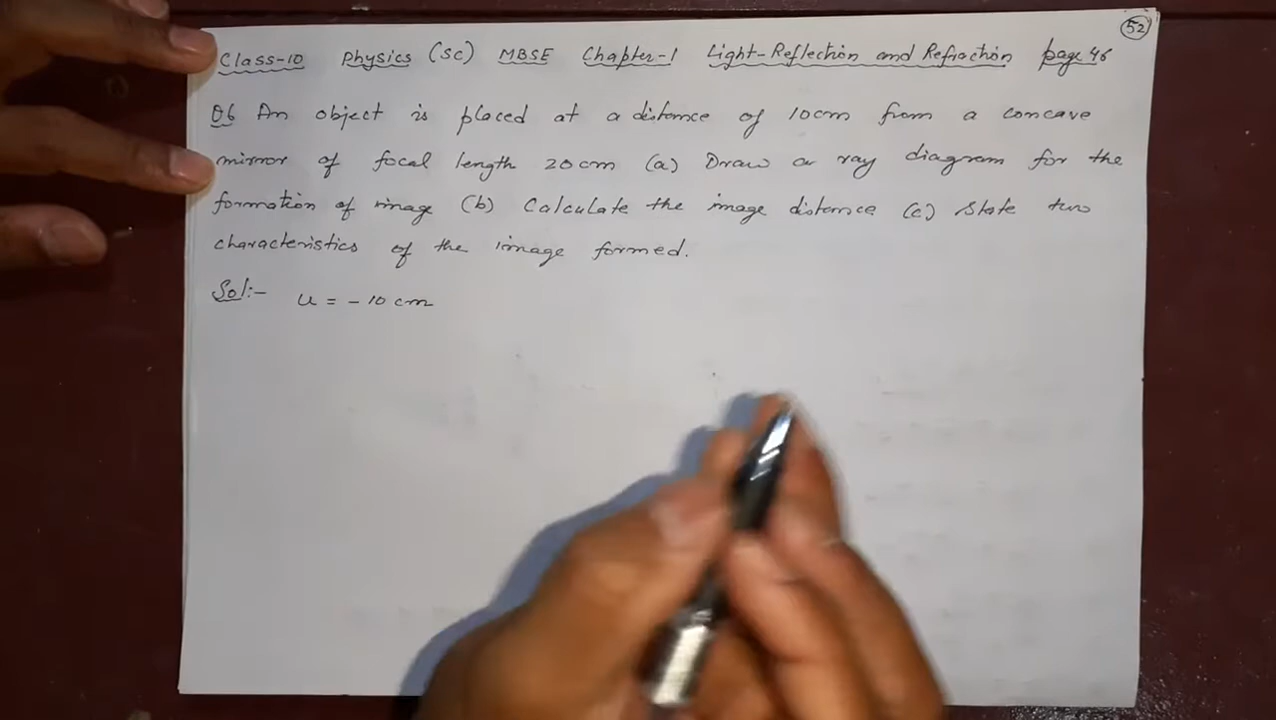 52
Class-10 Physics (SC) MBSE Chapter-1 Light-Reflection and Refraction page 46
Q6 An object is placed at a distance of 10cm from a concave
mirror of focal length 20cm (a) Draw a ray diagram for the
formation of image (b) Calculate the image distance (c) State two
characteristics of the image formed.
Sol:- u = - 10 cm